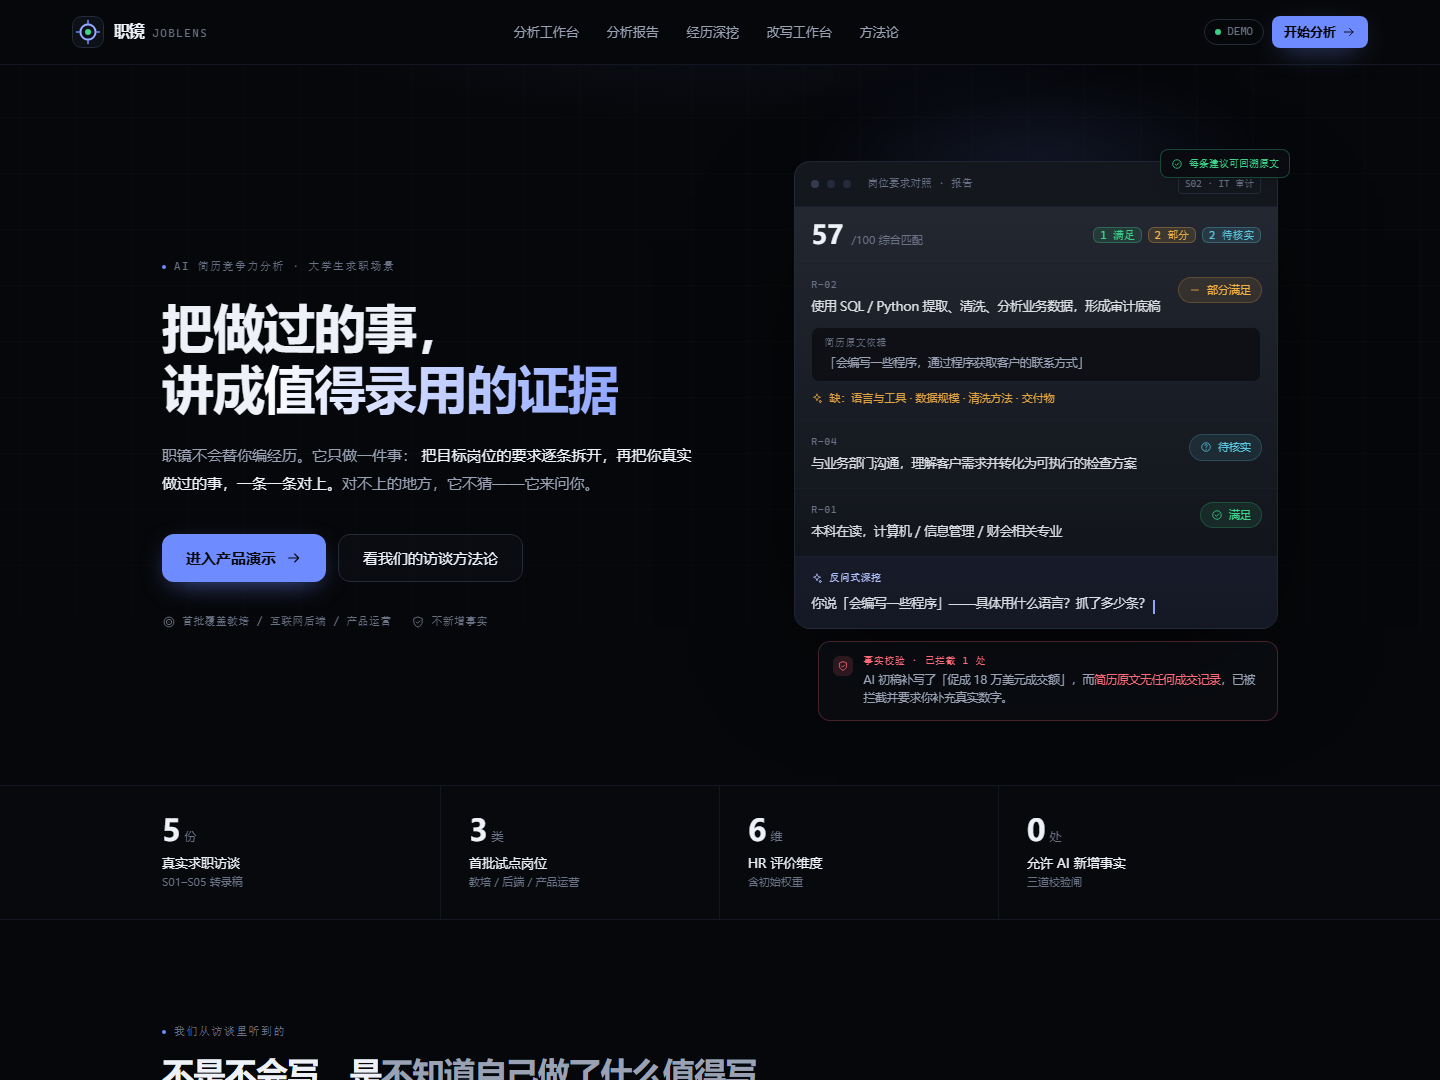 职镜 JOBLENS
分析工作台
分析报告
经历深挖
改写工作台
方法论
DEMO
开始分析 →
AI 简历竞争力分析 · 大学生求职场景
把做过的事，
讲成值得录用的证据
职镜不会替你编经历。它只做一件事： 把目标岗位的要求逐条拆开，再把你真实
做过的事，一条一条对上。对不上的地方，它不猜——它来问你。
进入产品演示 →
看我们的访谈方法论
首批覆盖教培 / 互联网后端 / 产品运营
不新增事实
每条建议可回溯原文
岗位要求对照 · 报告
S02 · IT 审计
57 /100 综合匹配
1 满足
2 部分
2 待核实
R-02
部分满足
使用 SQL / Python 提取、清洗、分析业务数据，形成审计底稿
简历原文依据
「会编写一些程序，通过程序获取客户的联系方式」
缺：语言与工具 · 数据规模 · 清洗方法 · 交付物
R-04
待核实
与业务部门沟通，理解客户需求并转化为可执行的检查方案
R-01
满足
本科在读，计算机 / 信息管理 / 财会相关专业
反问式深挖
你说「会编写一些程序」——具体用什么语言？抓了多少条？
事实校验 · 已拦截 1 处
AI 初稿补写了「促成 18 万美元成交额」，而简历原文无任何成交记录，已被
拦截并要求你补充真实数字。
5 份
真实求职访谈
S01–S05 转录稿
3 类
首批试点岗位
教培 / 后端 / 产品运营
6 维
HR 评价维度
含初始权重
0 处
允许 AI 新增事实
三道校验闸
我们从访谈里听到的
不是不会写，是不知道自己做了什么值得写